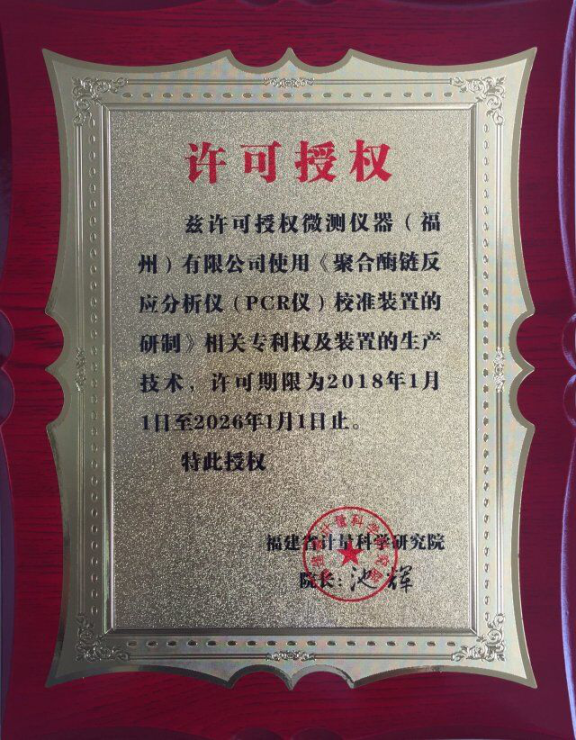 许可授权
兹许可授权微测仪器（福
州）有限公司使用《聚合酶链反
应分析仪（PCR仪）校准装置的
研制》相关专利权及装置的生产
技术，许可期限为2018年1月
1日至2026年1月1日止。
特此授权
福建省计量科学研究院
院长：池辉